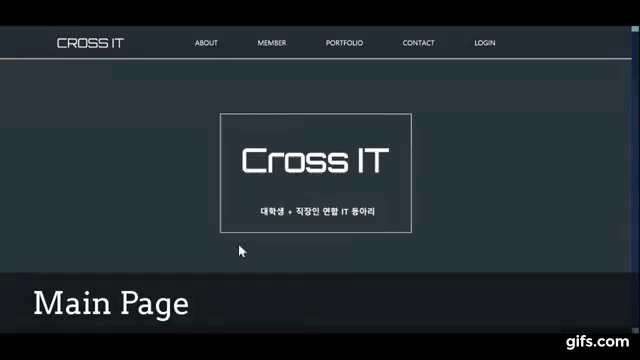 CROSS IT ABOUT MEMBER PORTFOLIO CONTACT LOGIN
Cross IT
대학생 + 직장인 연합 IT 동아리
Main Page
gifs.com